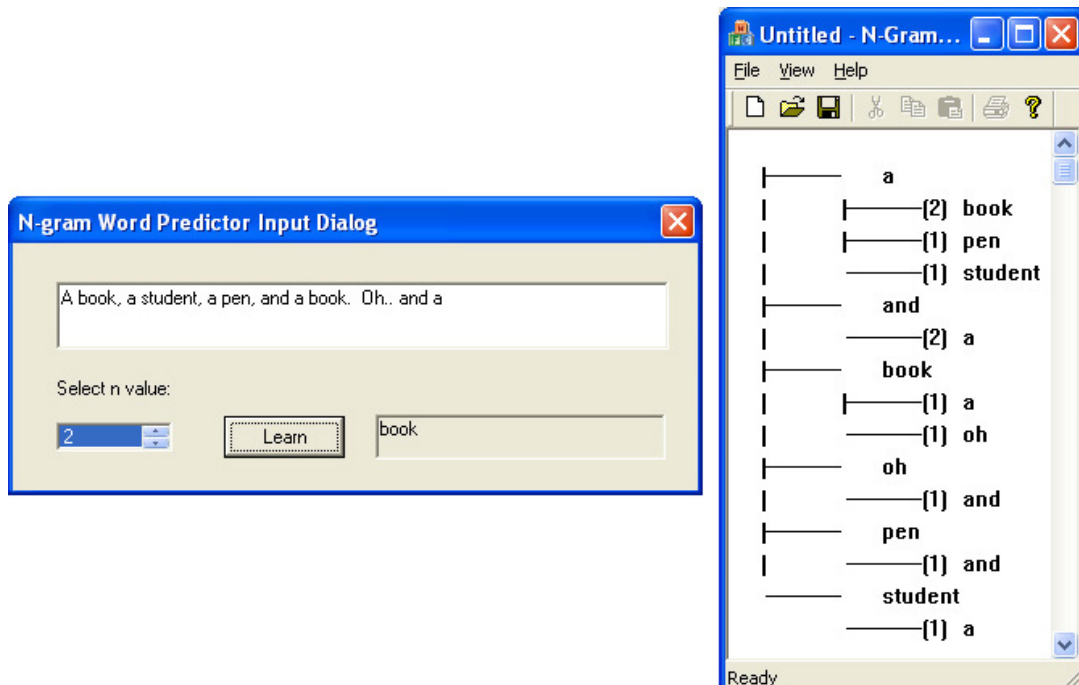 N-gram Word Predictor Input Dialog
A book, a student, a pen, and a book.  Oh.. and a
Select n value:
2
Learn
book
Untitled - N-Gram...
File View Help
a
(2) book
(1) pen
(1) student
and
(2) a
book
(1) a
(1) oh
oh
(1) and
pen
(1) and
student
(1) a
Ready